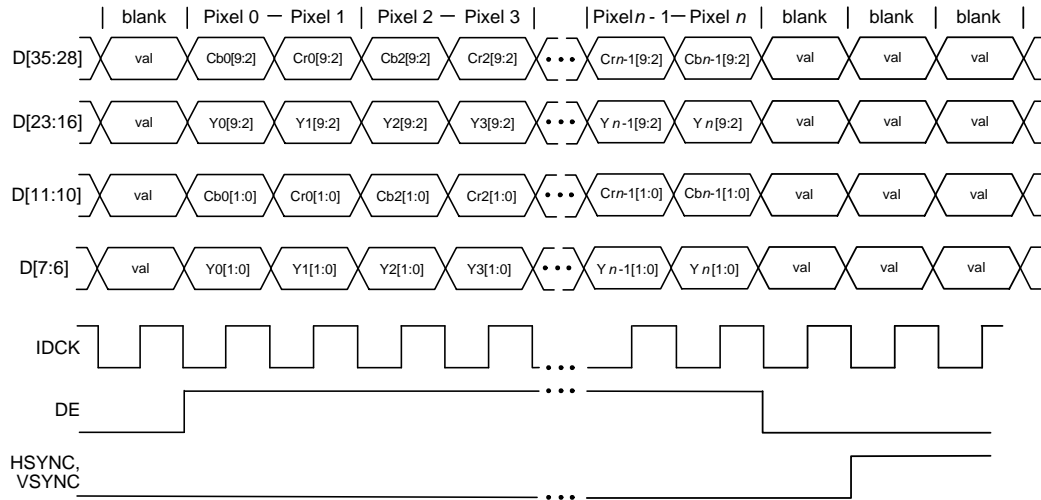 blank Pixel 0 — Pixel 1 Pixel 2 — Pixel 3 Pixel n - 1 — Pixel n blank blank blank
D[35:28] val Cb0[9:2] Cr0[9:2] Cb2[9:2] Cr2[9:2] ••• Crn-1[9:2] Cbn-1[9:2] val val val
D[23:16] val Y0[9:2] Y1[9:2] Y2[9:2] Y3[9:2] ••• Yn-1[9:2] Yn[9:2] val val val
D[11:10] val Cb0[1:0] Cr0[1:0] Cb2[1:0] Cr2[1:0] ••• Crn-1[1:0] Cbn-1[1:0] val val val
D[7:6] val Y0[1:0] Y1[1:0] Y2[1:0] Y3[1:0] ••• Yn-1[1:0] Yn[1:0] val val val
IDCK •••
DE •••
HSYNC,
VSYNC •••